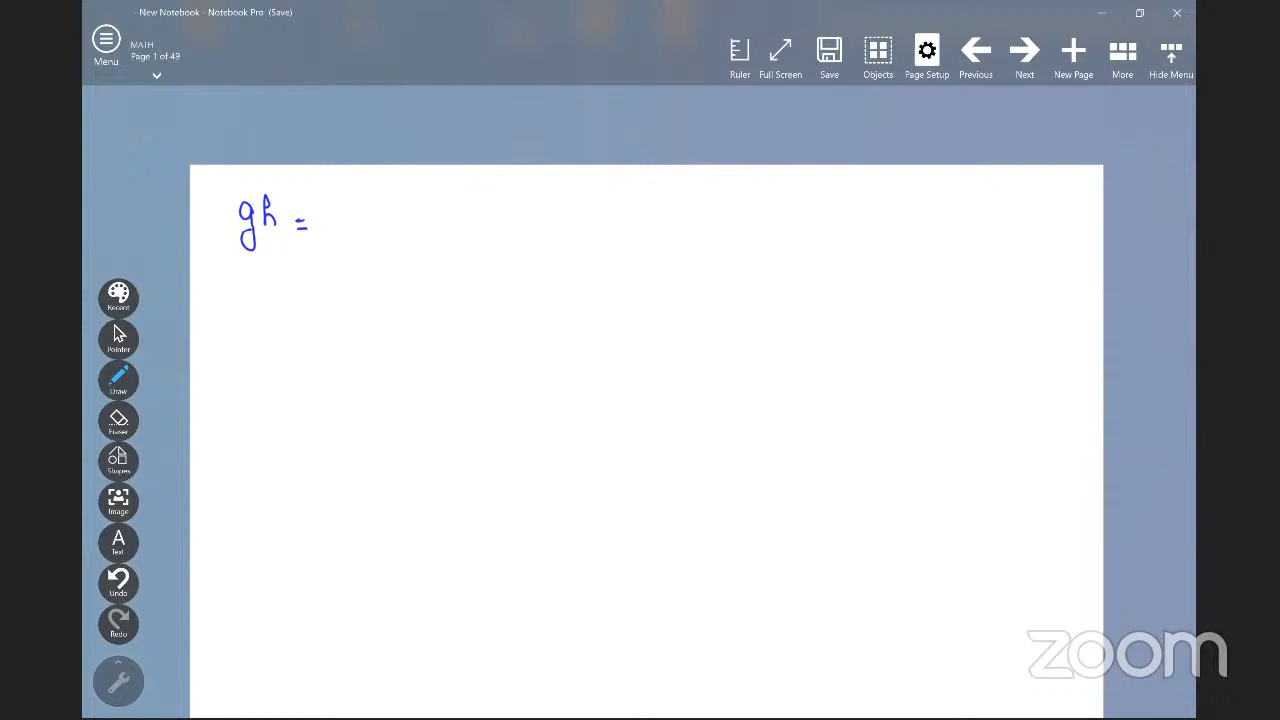 - New Notebook - Notebook Pro (Save)
Menu
MATH
Page 1 of 49
Ruler
Full Screen
Save
Objects
Page Setup
Previous
Next
New Page
More
Hide Menu
gh =
Recent
Pointer
Draw
Eraser
Shapes
Image
A
Text
Undo
Redo
zoom